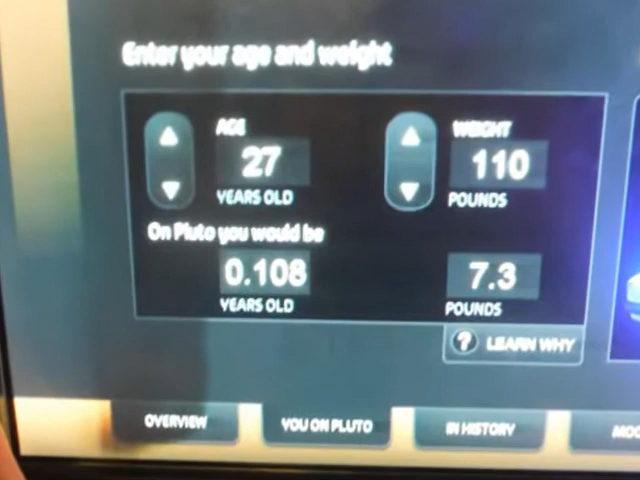 Enter your age and weight
AGE
27
YEARS OLD
WEIGHT
110
POUNDS
On Pluto you would be
0.108
YEARS OLD
7.3
POUNDS
? LEARN WHY
OVERVIEW
YOU ON PLUTO
IN HISTORY